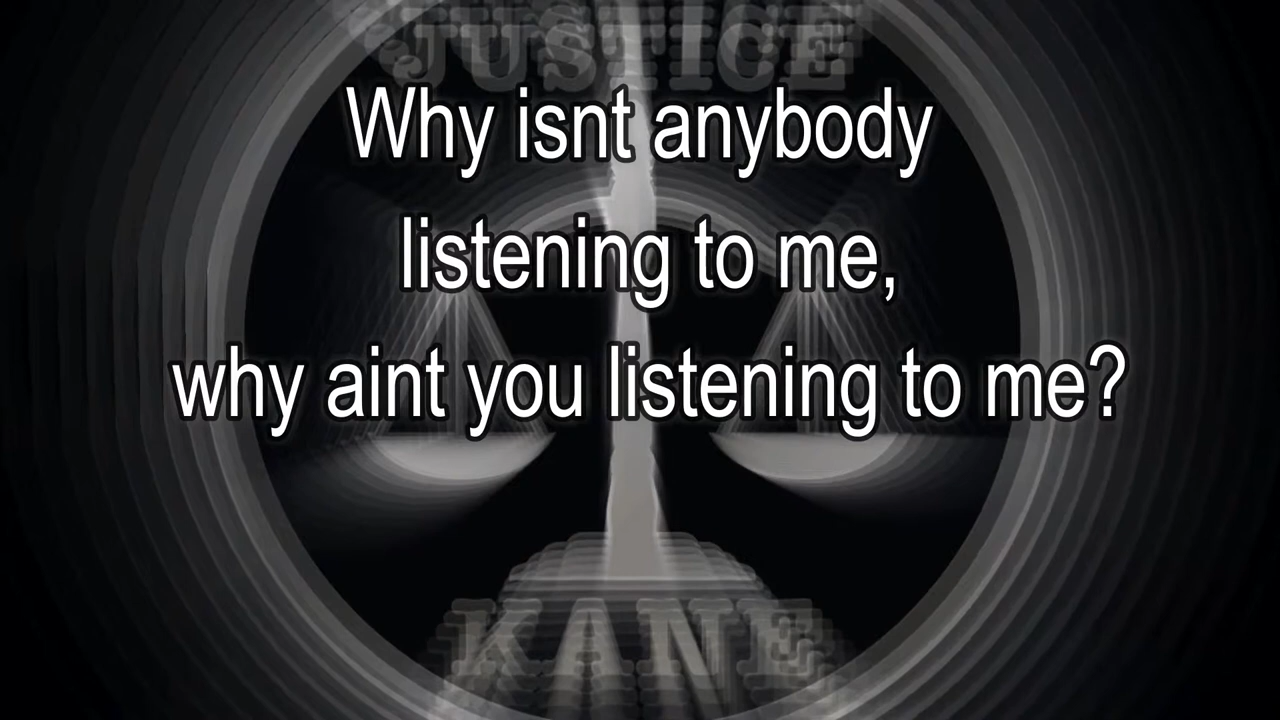 JUSTICE
Why isnt anybody
listening to me,
why aint you listening to me?
KANE